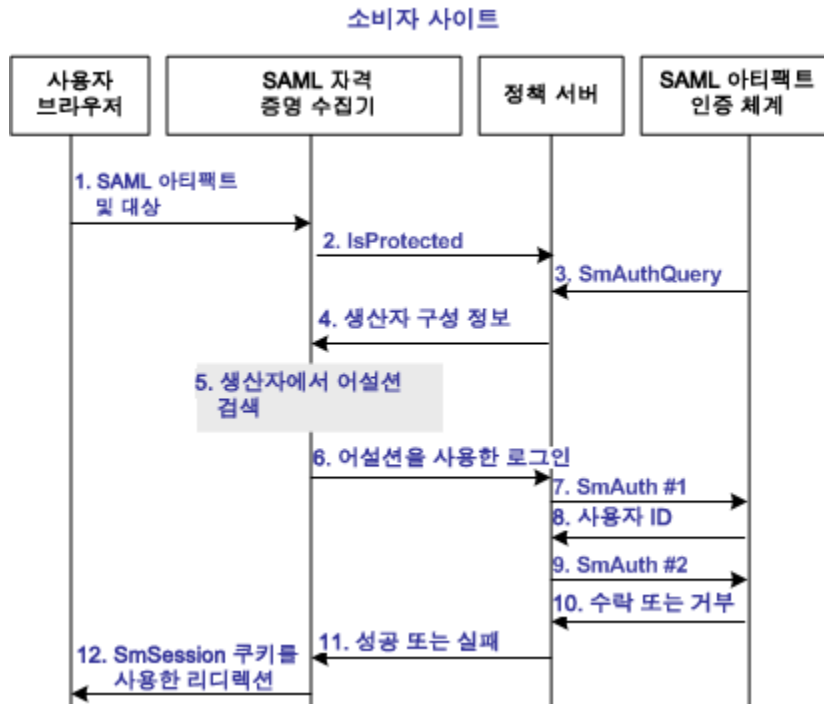 소비자 사이트
사용자
브라우저
SAML 자격
증명 수집기
정책 서버
SAML 아티팩트
인증 체계
1. SAML 아티팩트
및 대상
2. IsProtected
3. SmAuthQuery
4. 생산자 구성 정보
5. 생산자에서 어설션
검색
6. 어설션을 사용한 로그인
7. SmAuth #1
8. 사용자 ID
9. SmAuth #2
10. 수락 또는 거부
11. 성공 또는 실패
12. SmSession 쿠키를
사용한 리디렉션